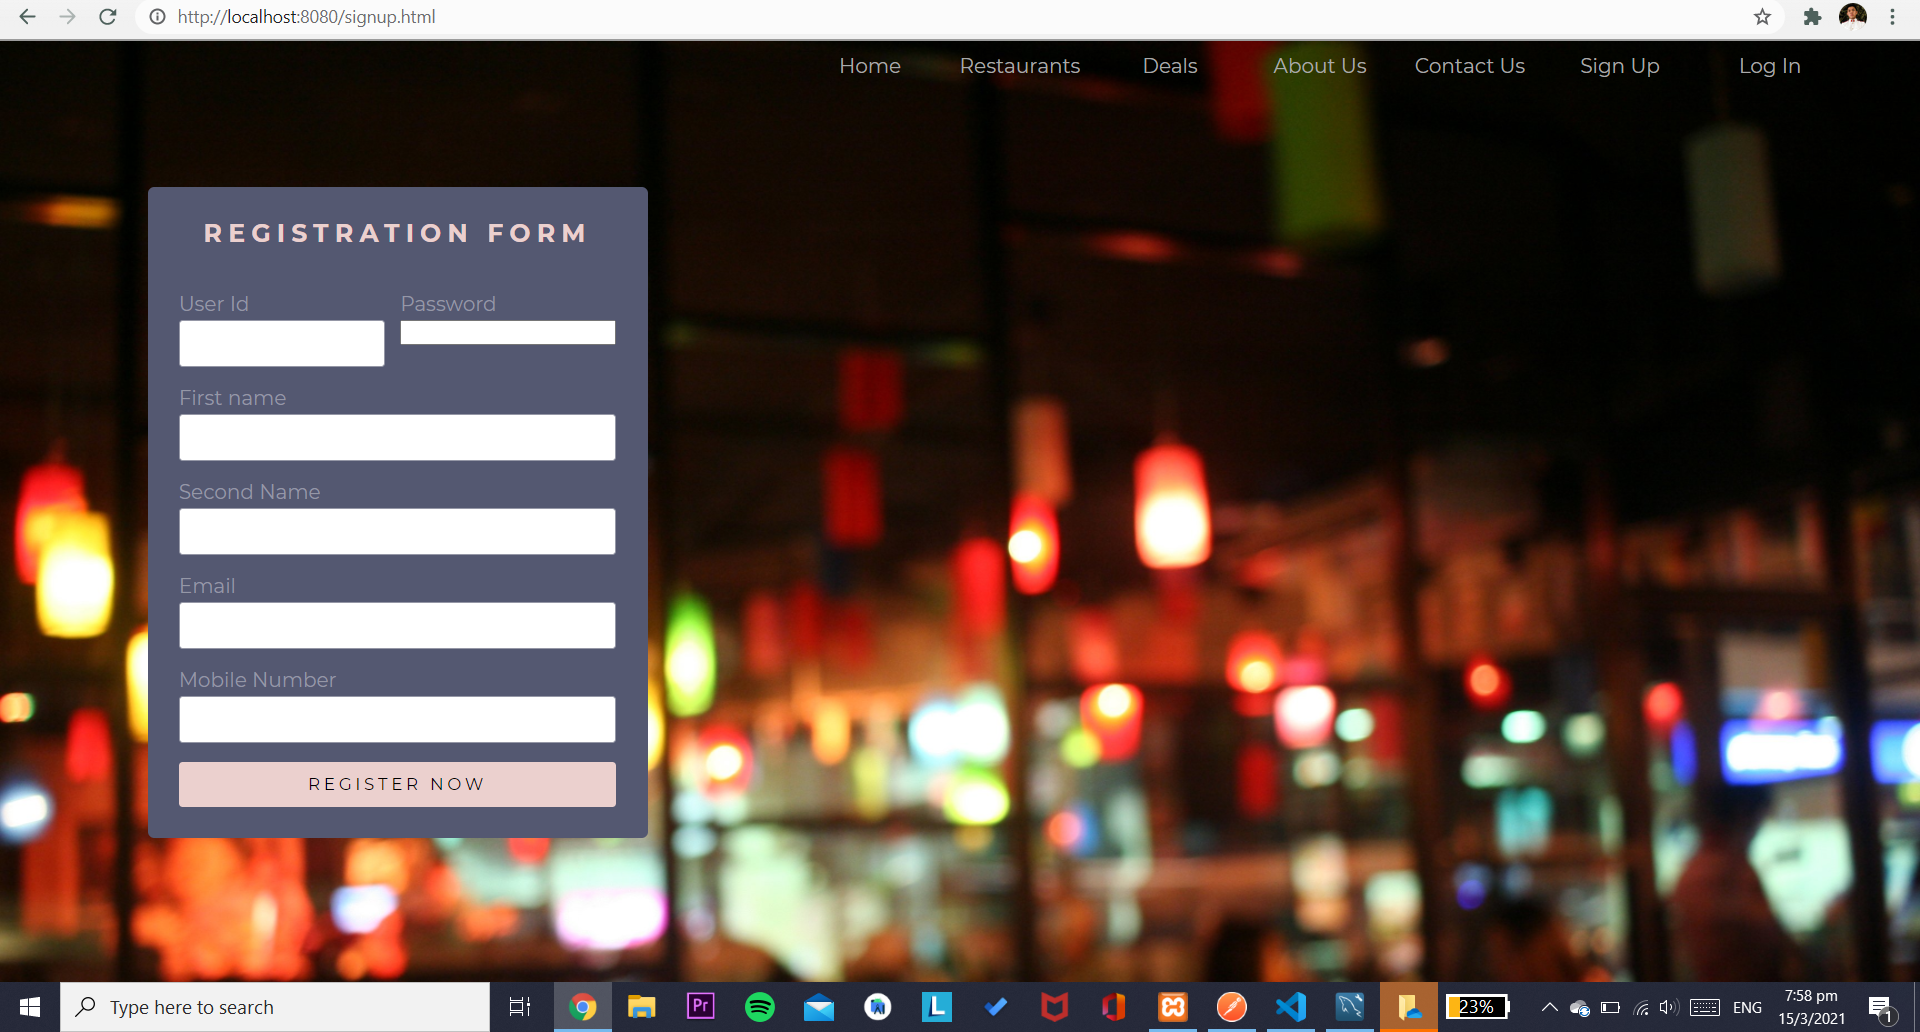 http://localhost:8080/signup.html
Home Restaurants Deals About Us Contact Us Sign Up Log In
REGISTRATION FORM
User Id Password
First name
Second Name
Email
Mobile Number
REGISTER NOW
Type here to search
Pr
L
23%
ENG
7:58 pm
15/3/2021
1